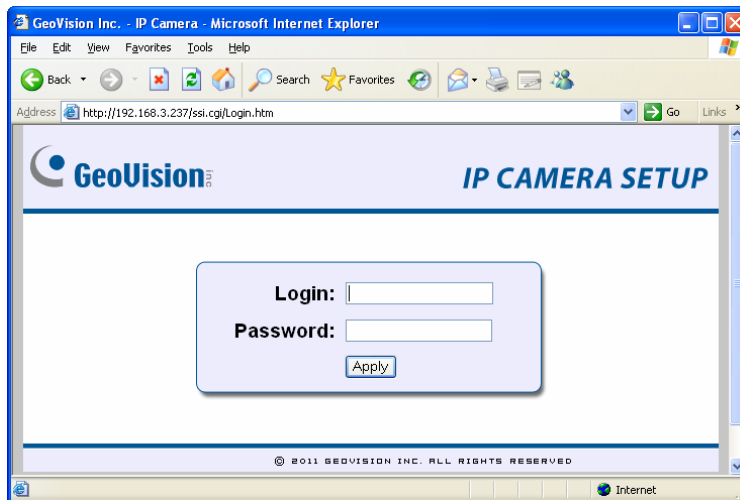 GeoVision Inc. - IP Camera - Microsoft Internet Explorer
File Edit View Favorites Tools Help
Back Search Favorites
Address http://192.168.3.237/ssi.cgi/Login.htm Go Links
GeoVision inc IP CAMERA SETUP
Login:
Password:
Apply
© 2011 GEOVISION INC. ALL RIGHTS RESERVED
Internet